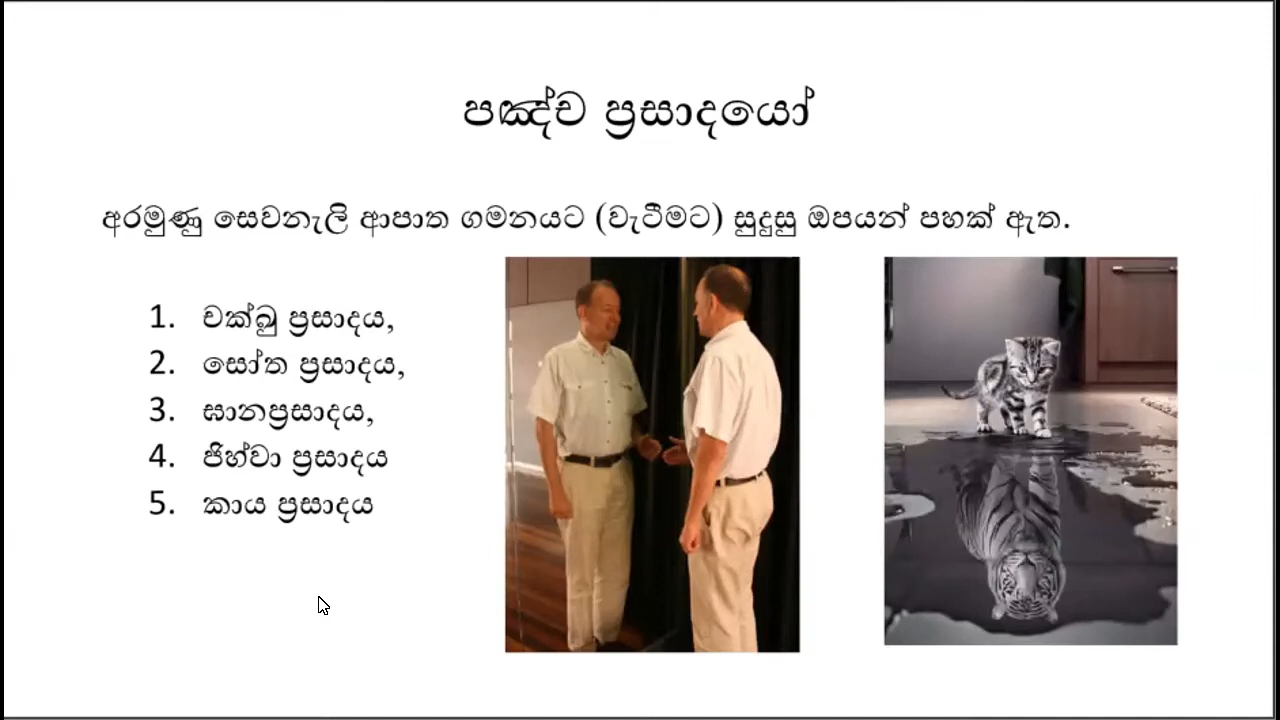 පඤ්ච ප්‍රසාදයෝ
අරමුණු සෙවනැලි ආපාත ගමනයට (වැටීමට) සුදුසු ඔපයන් පහක් ඇත.
1. චක්ඛු ප්‍රසාදය,
2. සෝත ප්‍රසාදය,
3. ඝානප්‍රසාදය,
4. ජිහ්වා ප්‍රසාදය
5. කාය ප්‍රසාදය